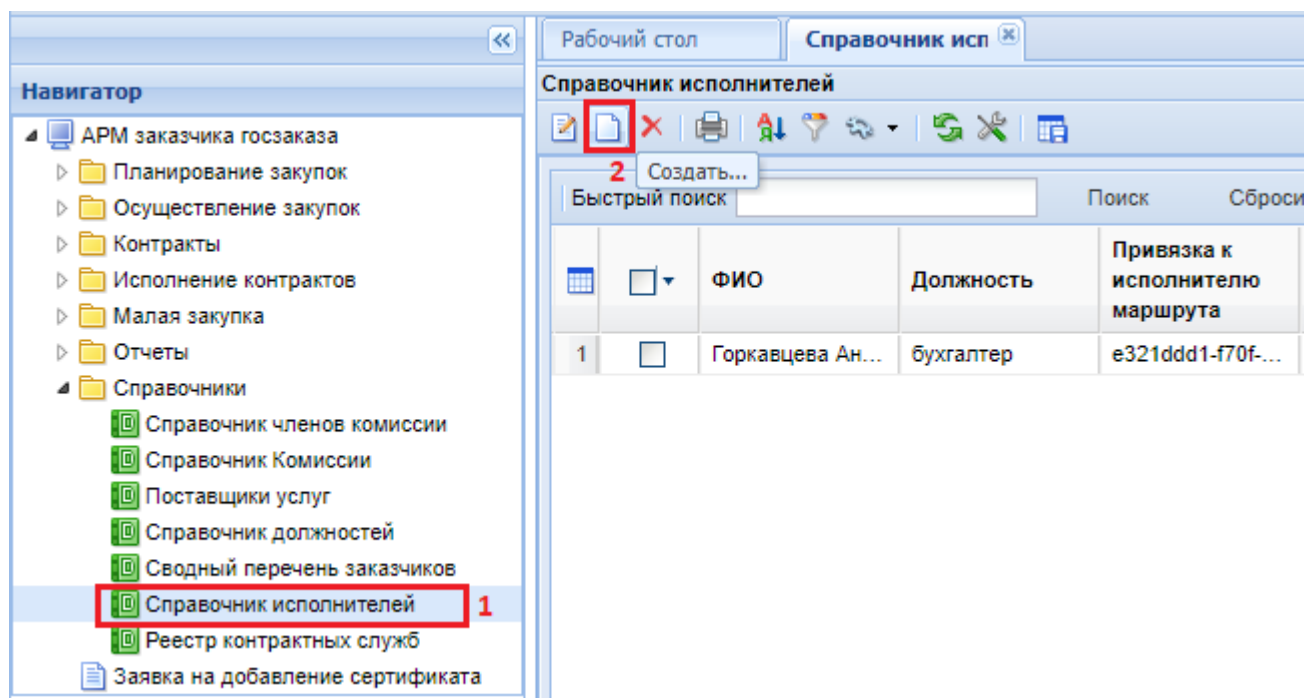 Навигатор
АРМ заказчика госзаказа
Планирование закупок
Осуществление закупок
Контракты
Исполнение контрактов
Малая закупка
Отчеты
Справочники
Справочник членов комиссии
Справочник Комиссии
Поставщики услуг
Справочник должностей
Сводный перечень заказчиков
Справочник исполнителей 1
Реестр контрактных служб
Заявка на добавление сертификата
Рабочий стол Справочник исп
Справочник исполнителей
2 Создать...
Быстрый поиск Поиск Сброси
ФИО Должность Привязка к
исполнителю
маршрута
1 Горкавцева Ан... бухгалтер e321ddd1-f70f-...